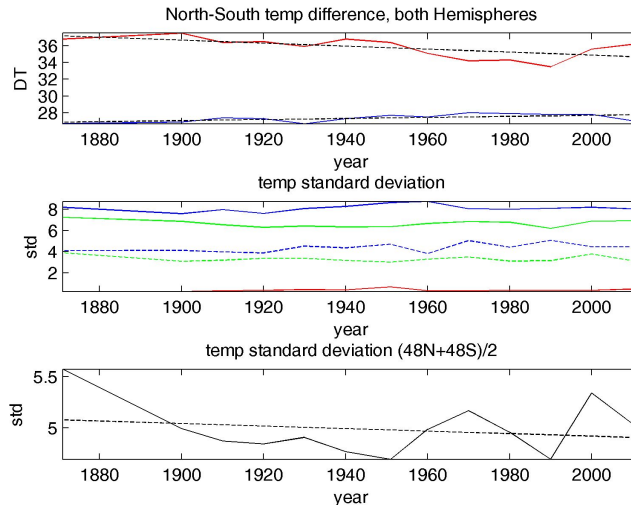 North-South temp difference, both Hemispheres
36
34
32
30
28
DT
1880 1900 1920 1940 1960 1980 2000
year
temp standard deviation
8
6
4
2
std
1880 1900 1920 1940 1960 1980 2000
year
temp standard deviation (48N+48S)/2
5.5
5
std
1880 1900 1920 1940 1960 1980 2000
year